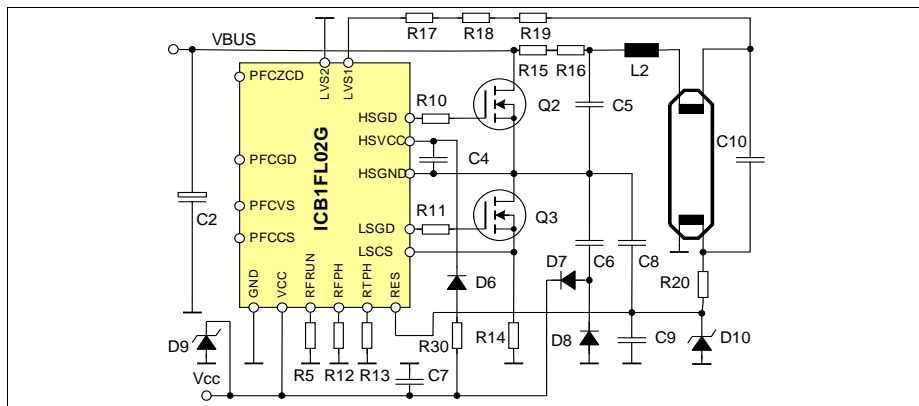 R17
R18
R19
VBUS
R15
R16
L2
PFCZCD
LVS2
LVS1
R10
Q2
C5
HSGD
HSVCC
C4
C10
PFCGD
ICB1FL02G
HSGND
C2
PFCVS
R11
Q3
LSGD
PFCCS
LSCS
D7
C6
C8
D6
R20
GND
VCC
RFRUN
RFPH
RTPH
RES
D9
R30
R14
D8
C9
D10
Vcc
R5
R12
R13
C7